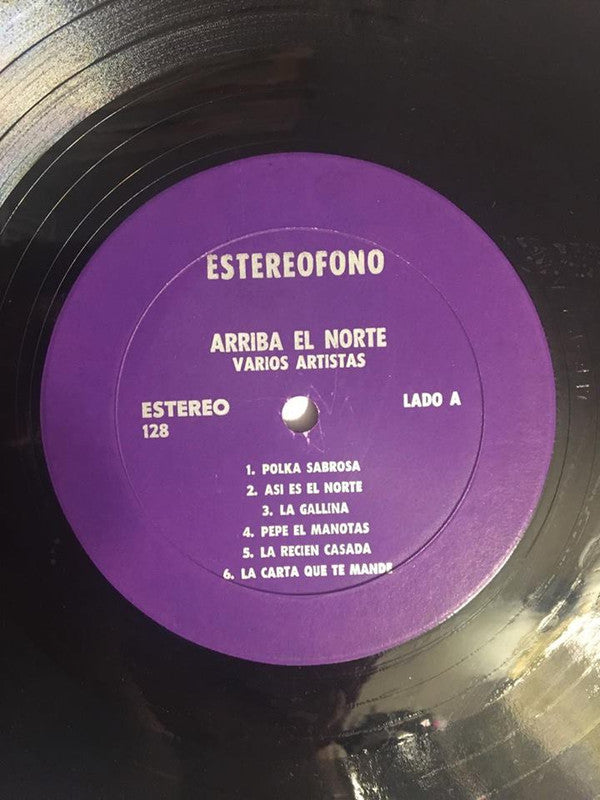 ESTEREOFONO
ARRIBA EL NORTE
VARIOS ARTISTAS
ESTEREO
128
LADO A
1. POLKA SABROSA
2. ASI ES EL NORTE
3. LA GALLINA
4. PEPE EL MANOTAS
5. LA RECIEN CASADA
6. LA CARTA QUE TE MANDE